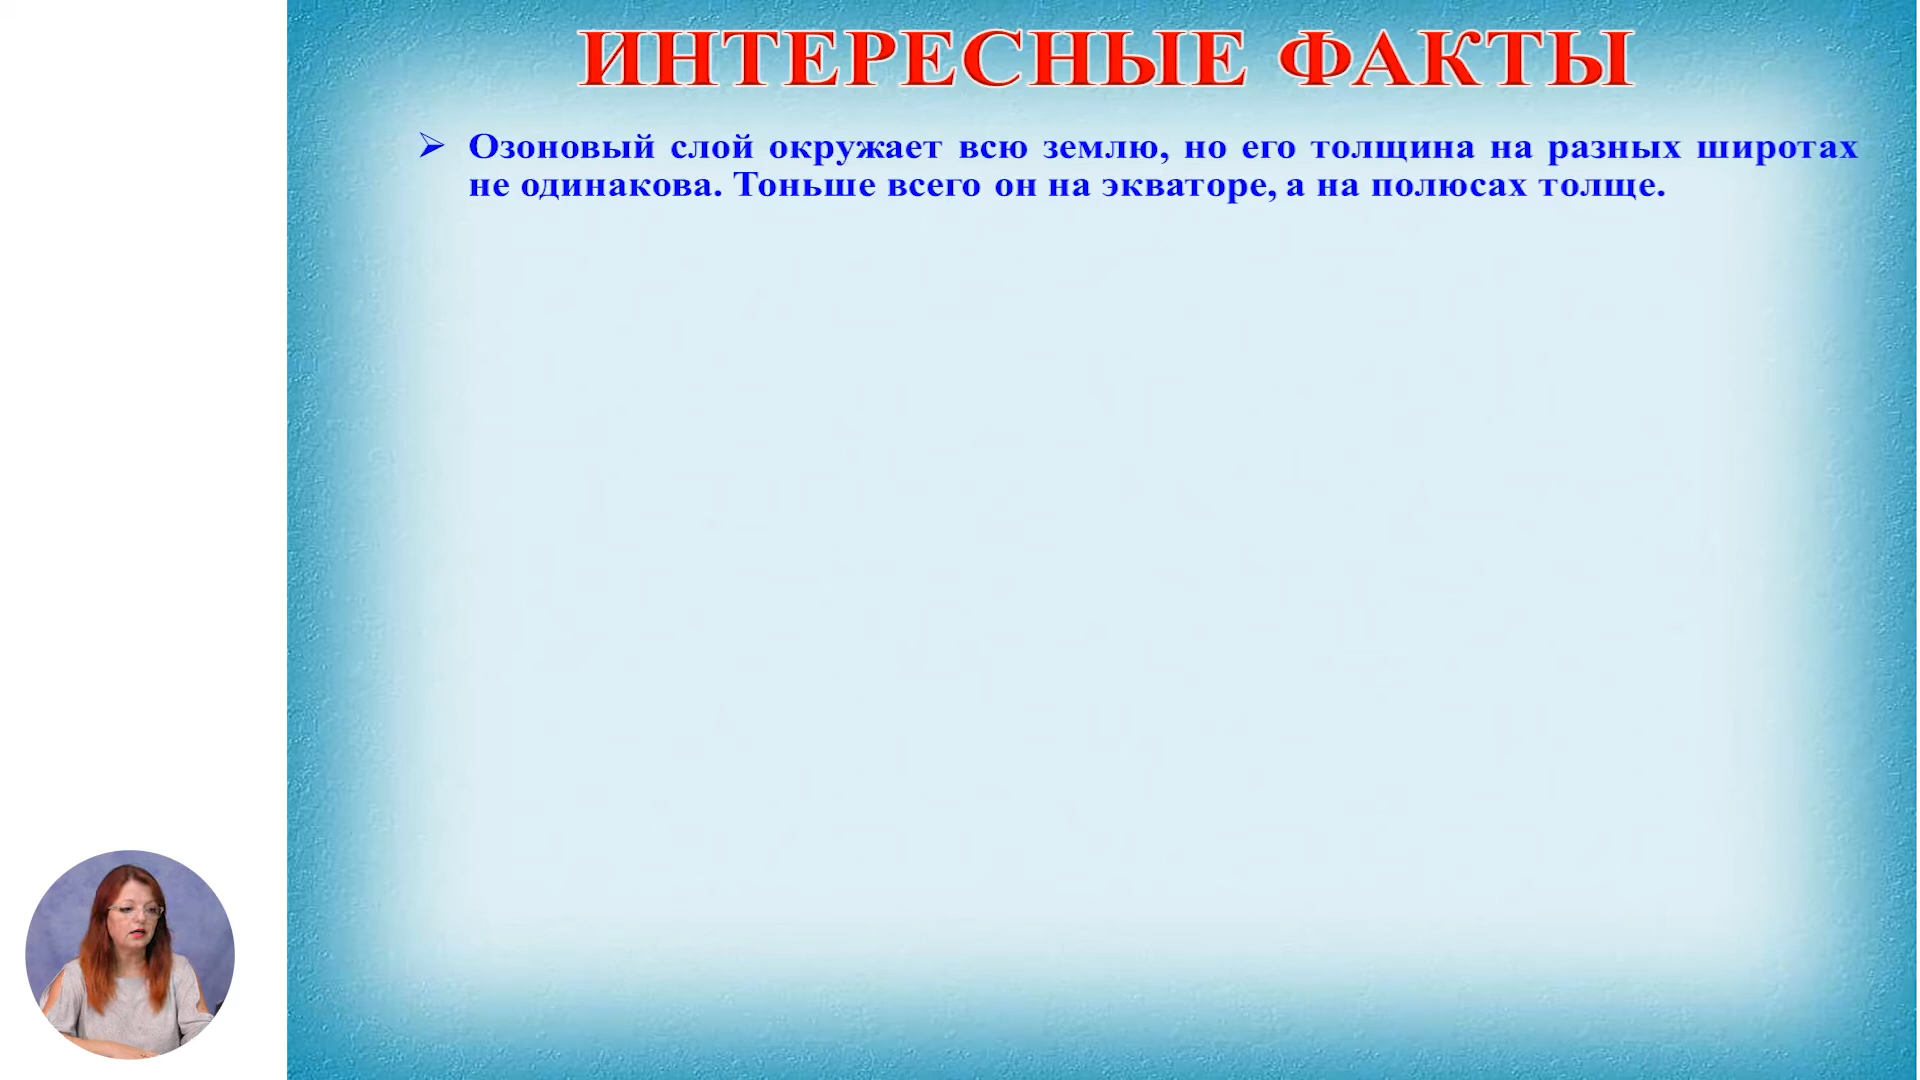 ИНТЕРЕСНЫЕ ФАКТЫ
➢ Озоновый слой окружает всю землю, но его толщина на разных широтах
не одинакова. Тоньше всего он на экваторе, а на полюсах толще.